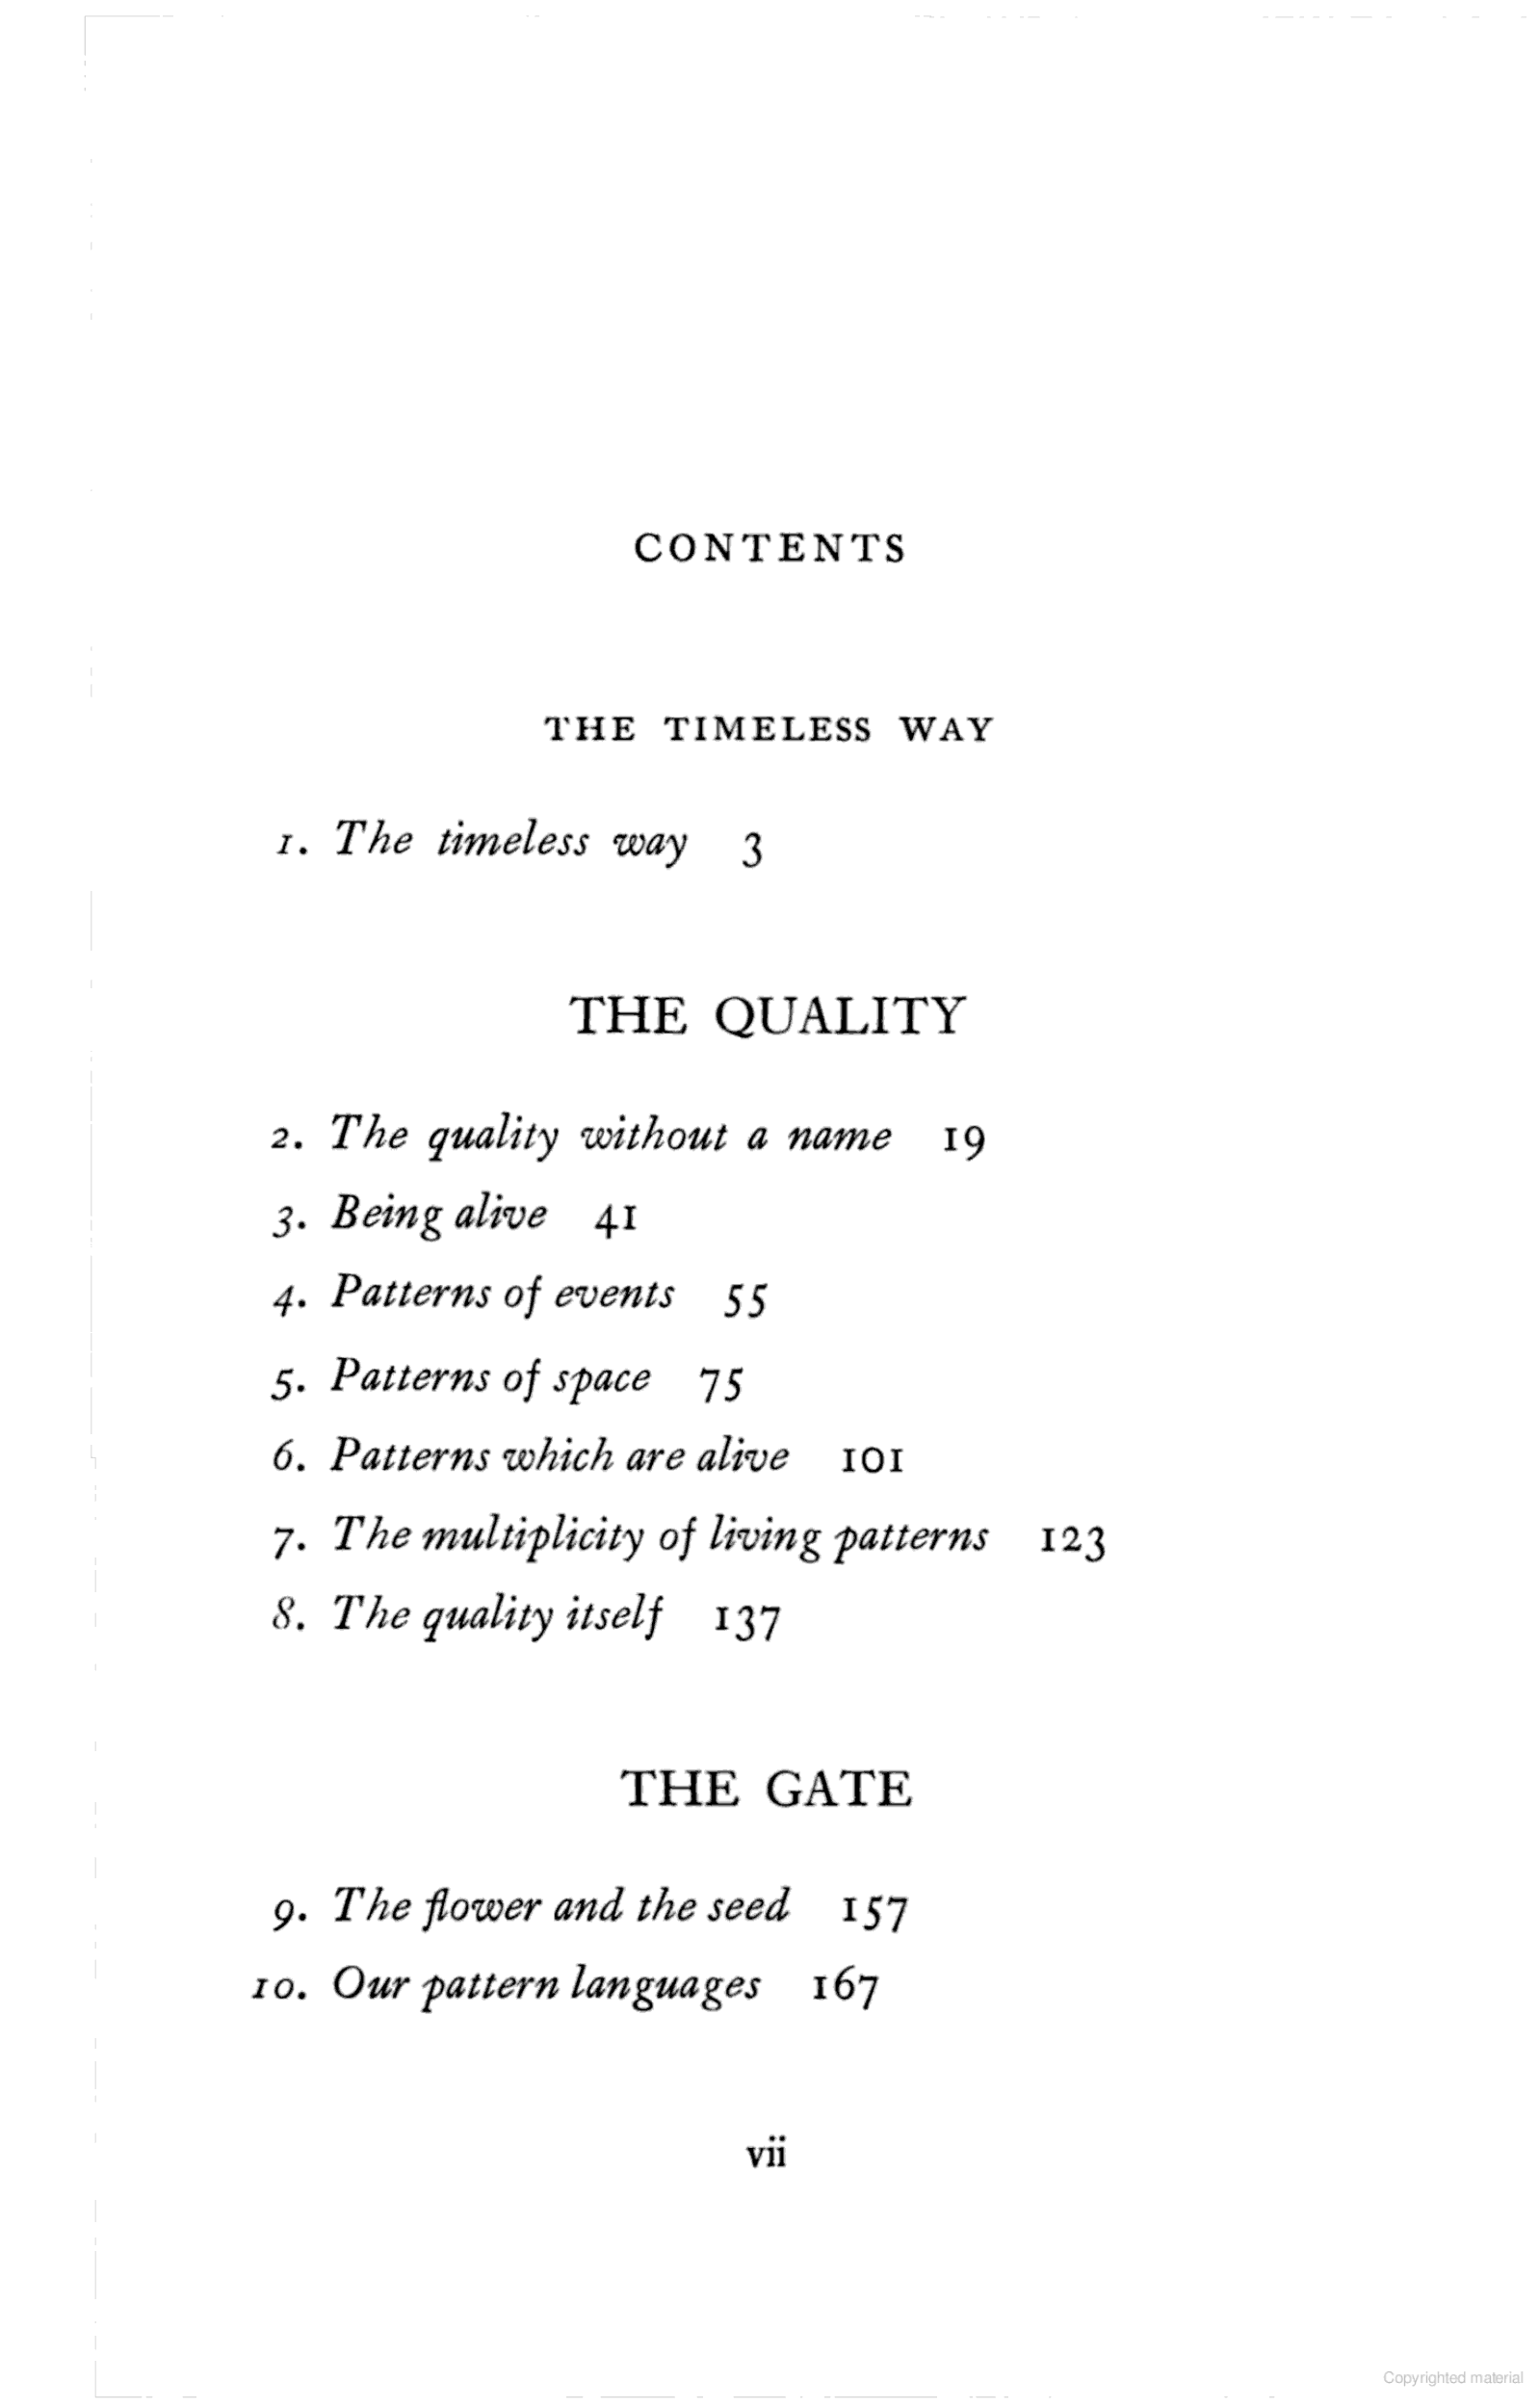 CONTENTS
THE TIMELESS WAY
1. The timeless way 3
THE QUALITY
2. The quality without a name 19
3. Being alive 41
4. Patterns of events 55
5. Patterns of space 75
6. Patterns which are alive 101
7. The multiplicity of living patterns 123
8. The quality itself 137
THE GATE
9. The flower and the seed 157
10. Our pattern languages 167
vii
Copyrighted material